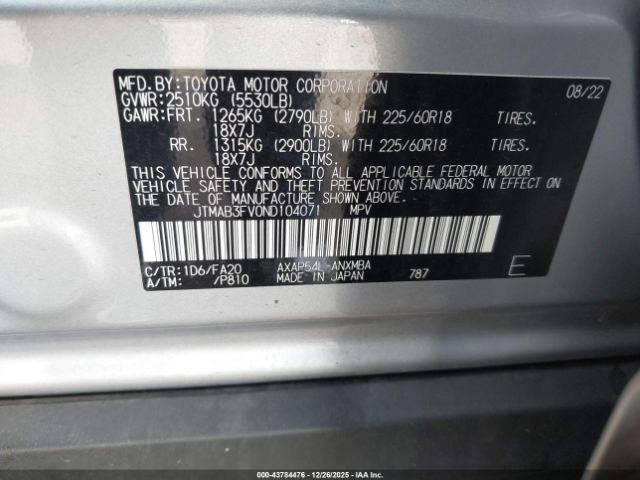 MFD.BY:TOYOTA MOTOR CORPORATION 08/22
GVWR:2510KG (5530LB)
GAWR:FRT. 1265KG (2790LB) WITH 225/60R18 TIRES.
18X7J RIMS.
RR. 1315KG (2900LB) WITH 225/60R18 TIRES.
18X7J RIMS.
THIS VEHICLE CONFORMS TO ALL APPLICABLE FEDERAL MOTOR
VEHICLE SAFETY AND THEFT PREVENTION STANDARDS IN EFFECT ON
THE DATE OF MANUFACTURE SHOWN ABOVE.
JTMAB3FV0ND104071 MPV
C/TR:1D6/FA20 AXAP54L-ANXMBA
A/TM: /P810 MADE IN JAPAN 787 E
000-43784476 - 12/26/2025 - IAAI.COM